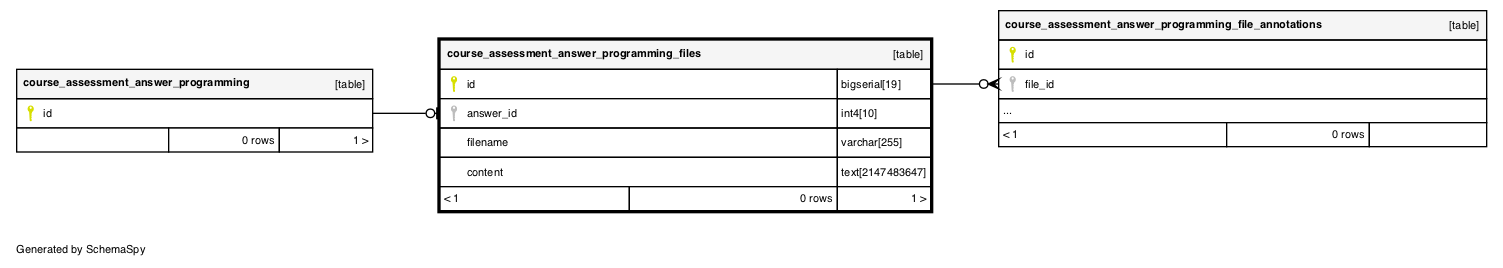 course_assessment_answer_programming [table]
id
0 rows 1 >
course_assessment_answer_programming_files [table]
id bigserial[19]
answer_id int4[10]
filename varchar[255]
content text[2147483647]
< 1 0 rows 1 >
course_assessment_answer_programming_file_annotations [table]
id
file_id
...
< 1 0 rows
Generated by SchemaSpy